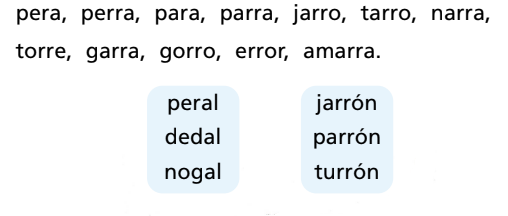 pera, perra, para, parra, jarro, tarro, narra,
torre, garra, gorro, error, amarra.
peral
dedal
nogal
jarrón
parrón
turrón